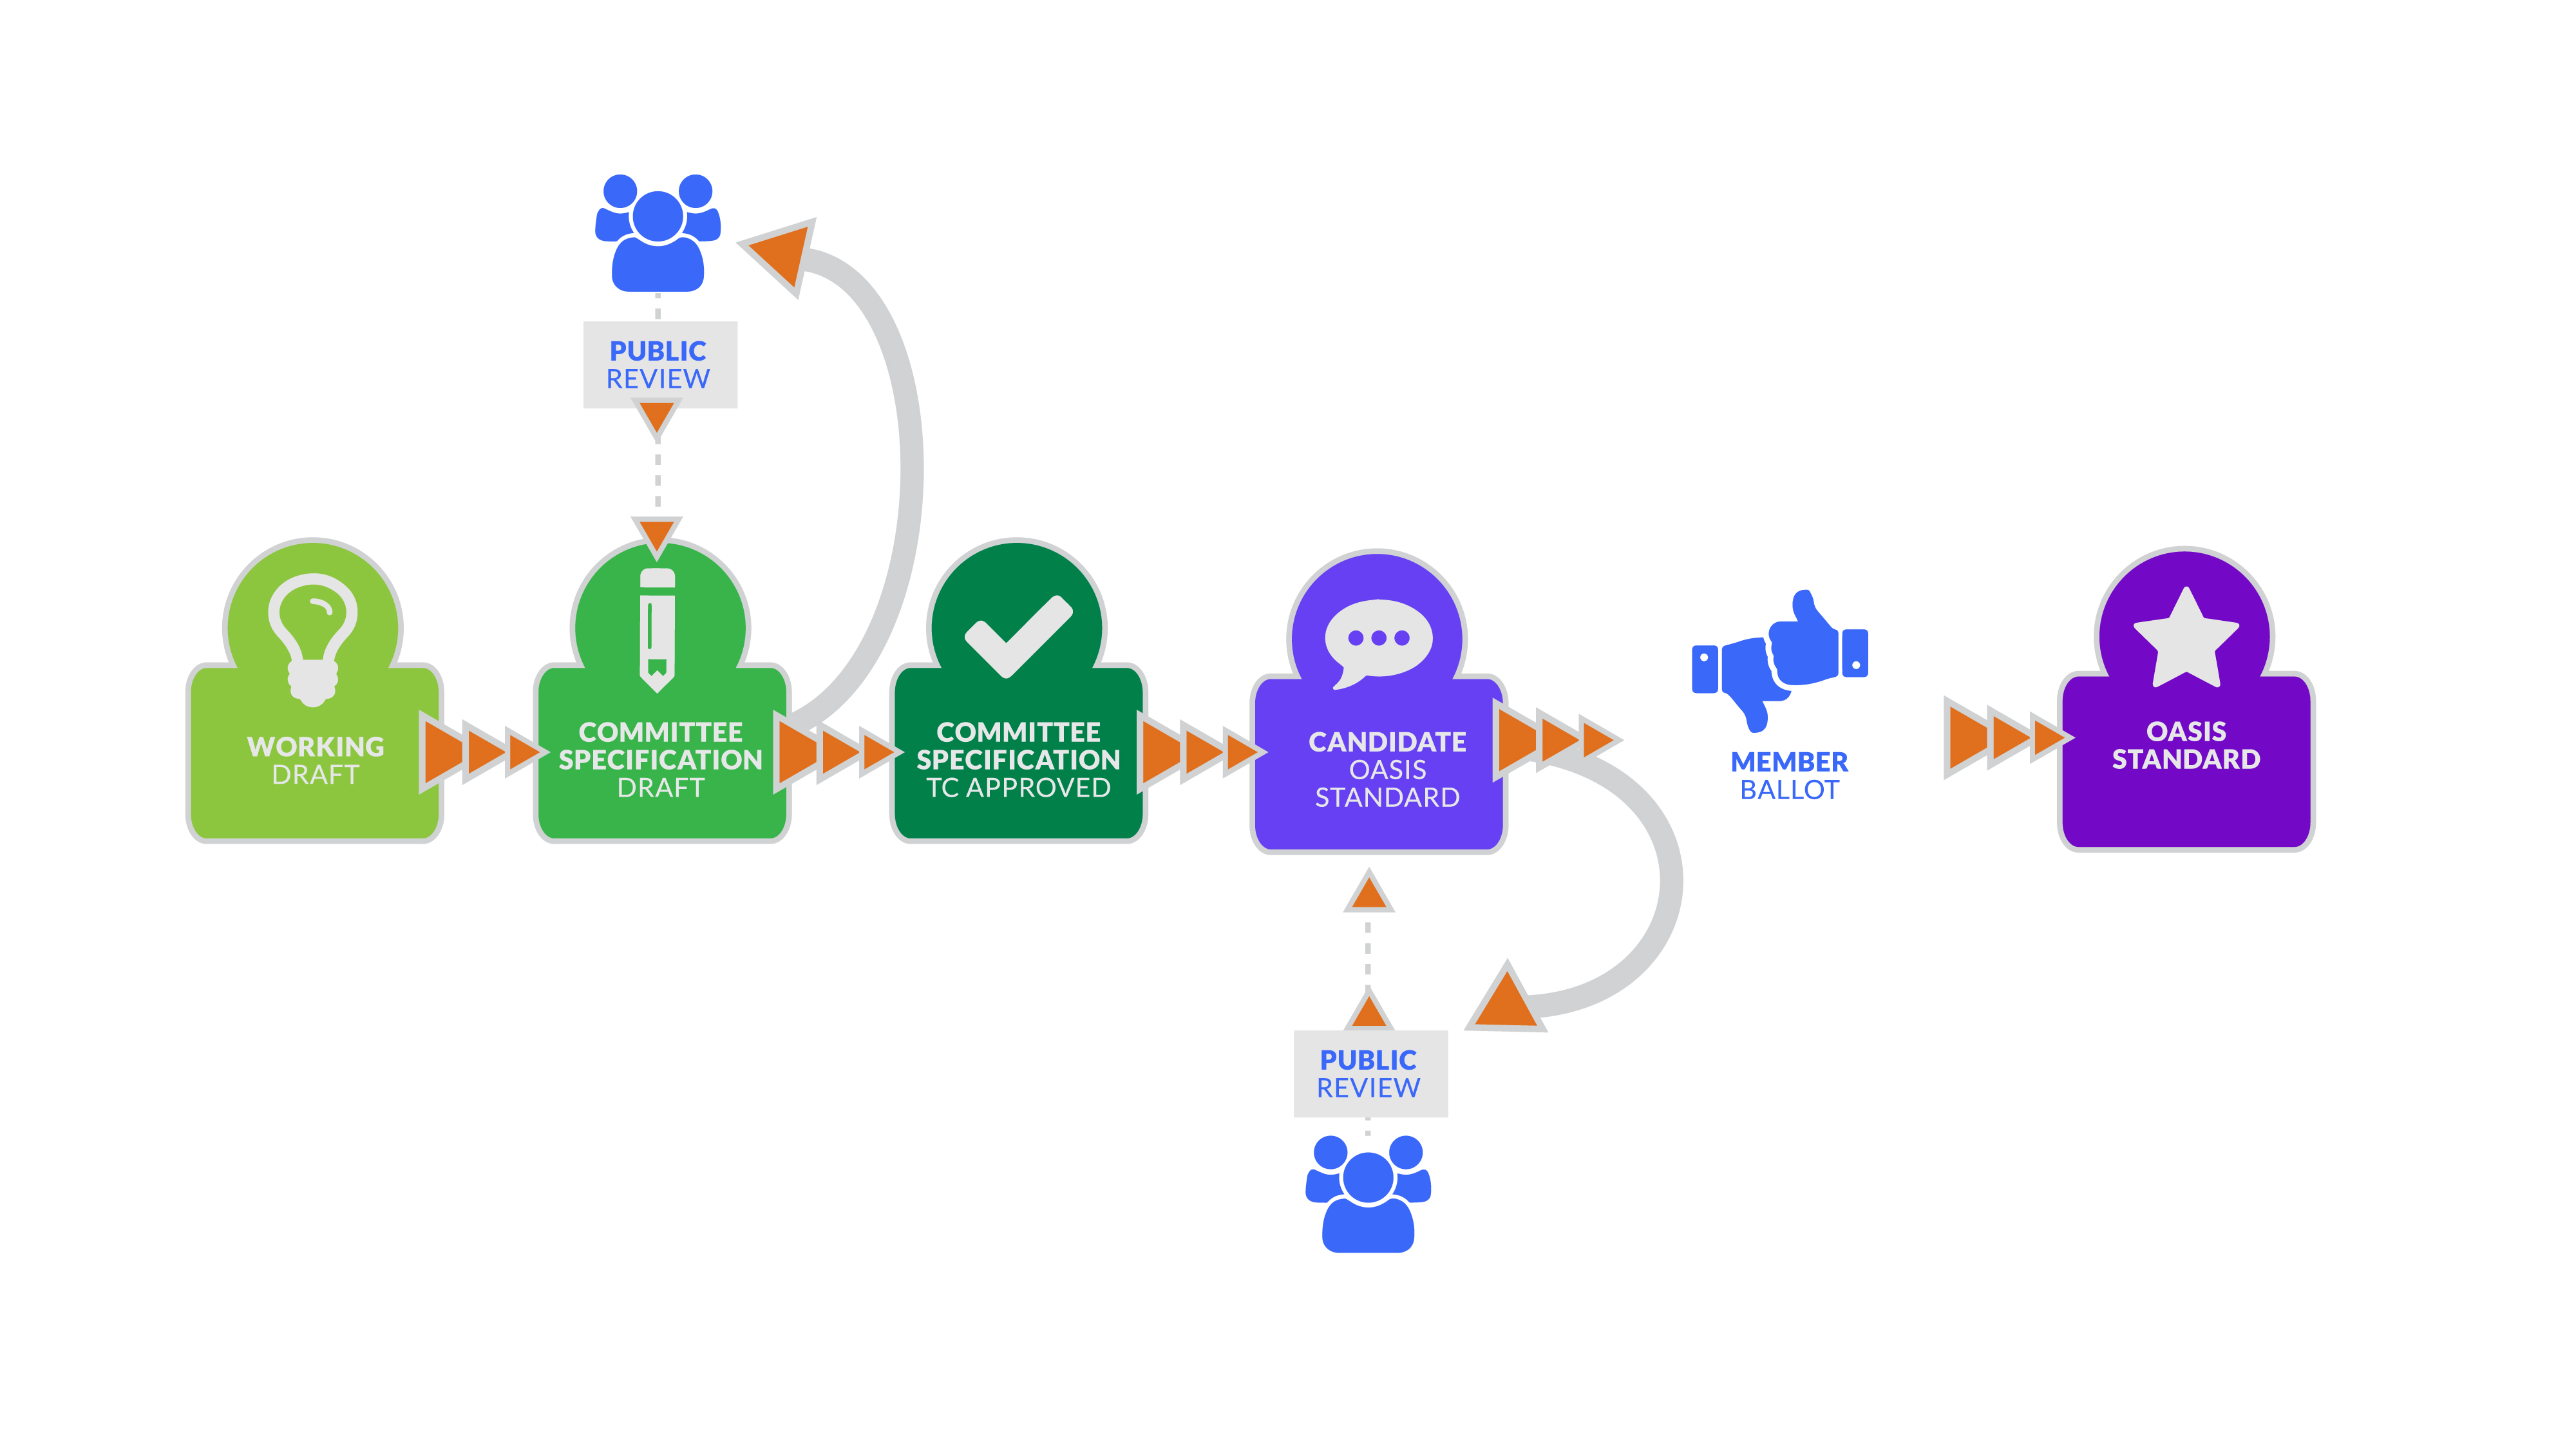 PUBLIC
REVIEW
WORKING
DRAFT
COMMITTEE
SPECIFICATION
DRAFT
COMMITTEE
SPECIFICATION
TC APPROVED
CANDIDATE
OASIS
STANDARD
MEMBER
BALLOT
OASIS
STANDARD
PUBLIC
REVIEW